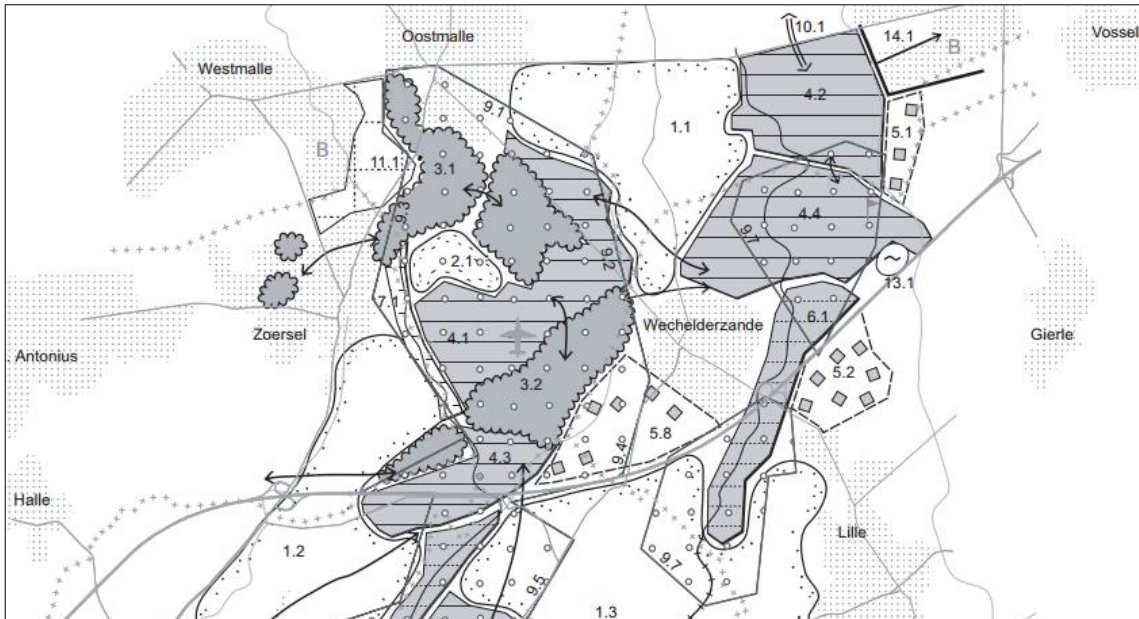 10.1
14.1
B
Vossel
Oostmalle
Westmalle
4.2
9.1
1.1
5.1
B
11.1
3.1
4.4
9.3
9.7
9.2
2.1
13.1
7.1
6.1
Zoersel
Wechelderzande
Gierle
4.1
. Antonius
5.2
3.2
5.8
4.3
9.4
Halle
Lille
1.2
9.7
9.5
1.3